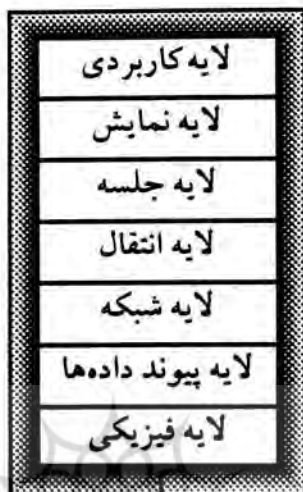 لایه کاربردی
لایه نمایش
لایه جلسه
لایه انتقال
لایه شبکه
لایه پیوند داده‌ها
لایه فیزیکی